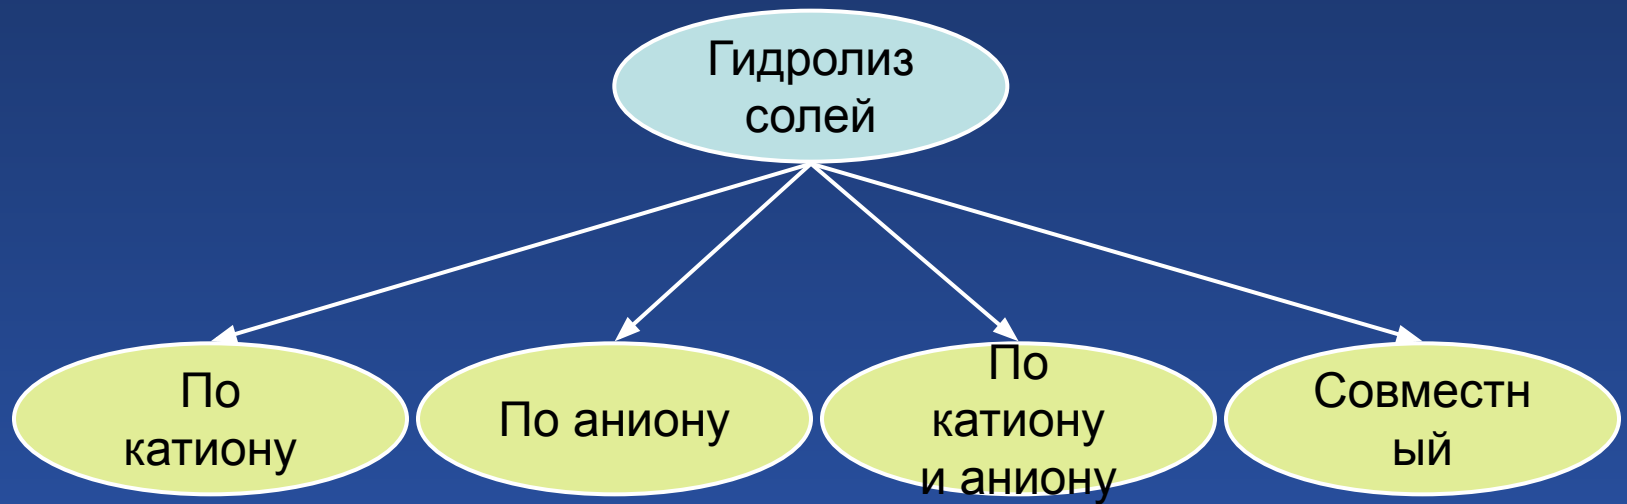 Гидролиз
солей
По
катиону
По аниону
По
катиону
и аниону
Совместн
ый